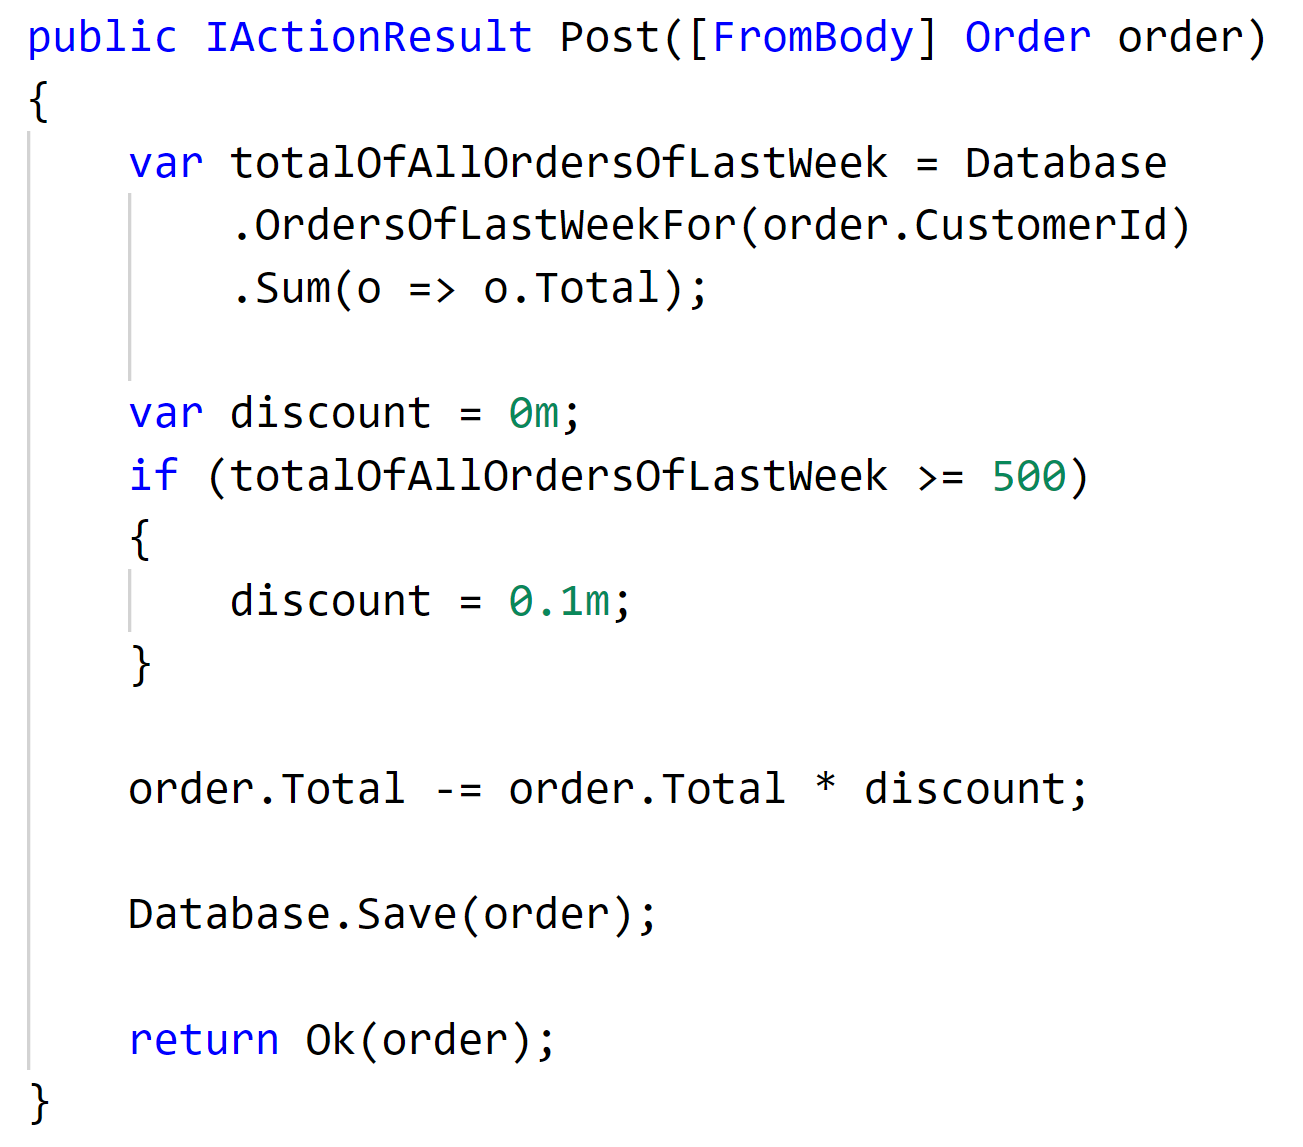 public IActionResult Post([FromBody] Order order)
{
    var totalOfAllOrdersOfLastWeek = Database
        .OrdersOfLastWeekFor(order.CustomerId)
        .Sum(o => o.Total);

    var discount = 0m;
    if (totalOfAllOrdersOfLastWeek >= 500)
    {
        discount = 0.1m;
    }

    order.Total -= order.Total * discount;

    Database.Save(order);

    return Ok(order);
}